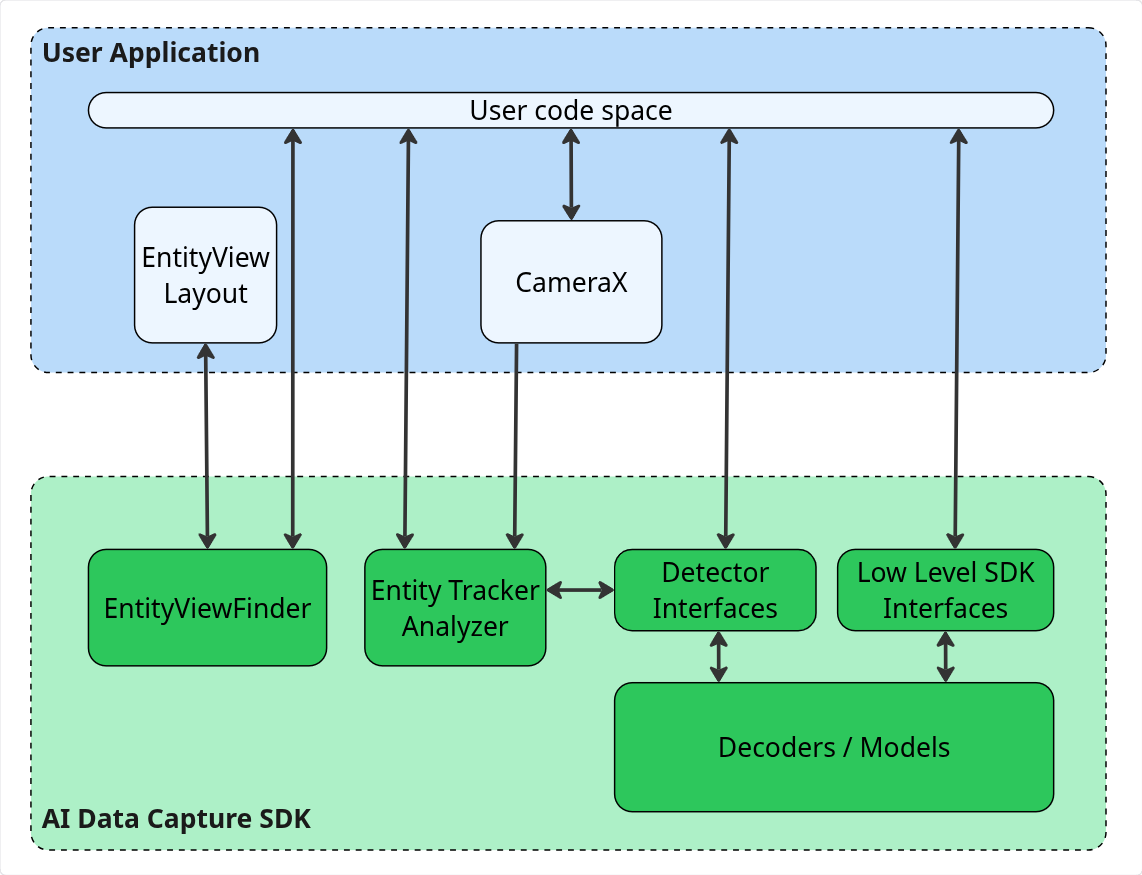 User Application
User code space
EntityView
Layout
CameraX
EntityViewFinder
Entity Tracker
Analyzer
Detector
Interfaces
Low Level SDK
Interfaces
Decoders / Models
AI Data Capture SDK